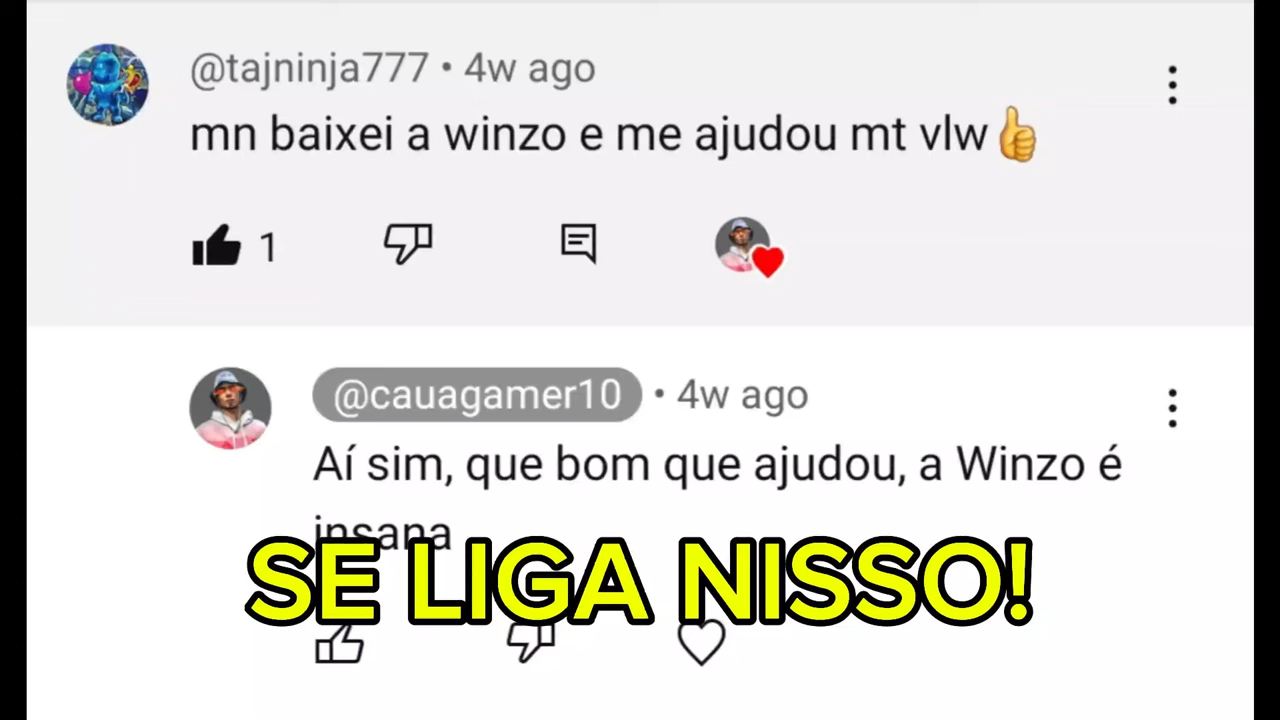 @tajninja777 • 4w ago
mn baixei a winzo e me ajudou mt vlw👍
1
@cauagamer10 • 4w ago
Aí sim, que bom que ajudou, a Winzo é
insana
SE LIGA NISSO!